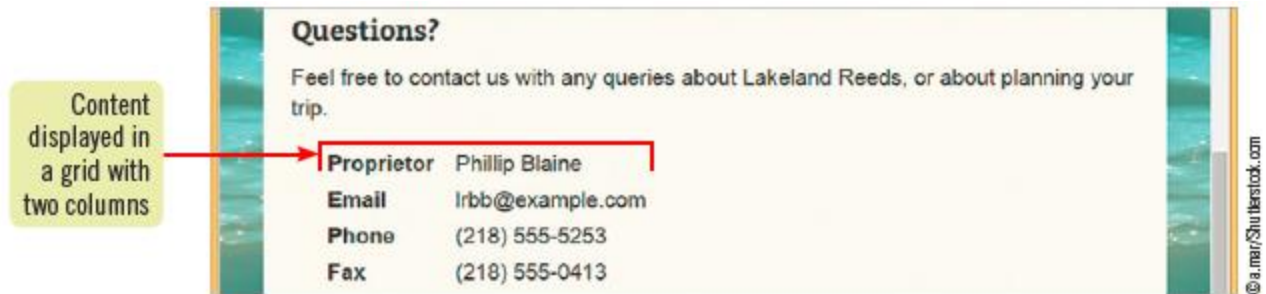 Questions?
Feel free to contact us with any queries about Lakeland Reeds, or about planning your
trip.
Content
displayed in
a grid with
two columns
Proprietor Phillip Blaine
Email lrbb@example.com
Phone (218) 555-5253
Fax (218) 555-0413
©a.mar/Shutterstock.com